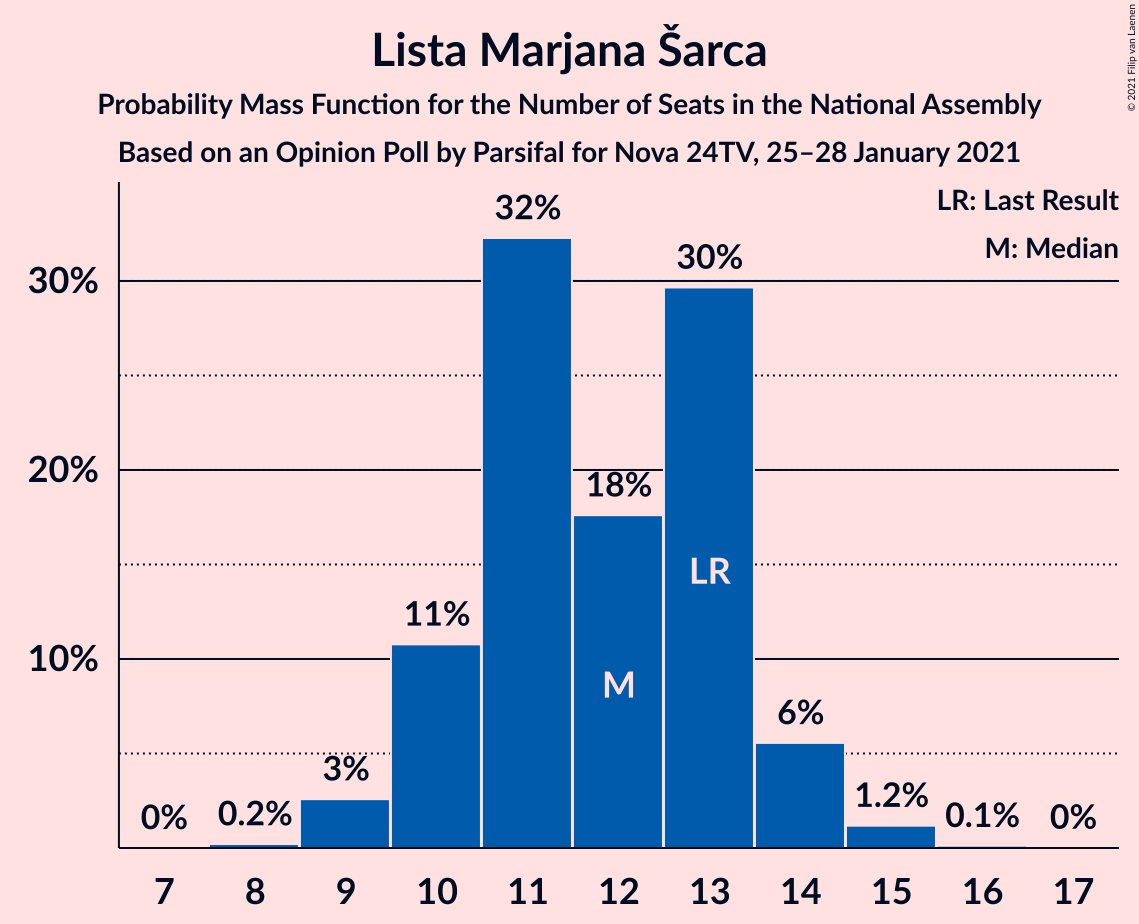 Lista Marjana Šarca
Probability Mass Function for the Number of Seats in the National Assembly
Based on an Opinion Poll by Parsifal for Nova 24TV, 25–28 January 2021
© 2021 Filip van Laenen
LR: Last Result
M: Median
30%
20%
10%
0%
0.2%
3%
11%
32%
18%
30%
6%
1.2%
0.1%
0%
LR
M
7 8 9 10 11 12 13 14 15 16 17